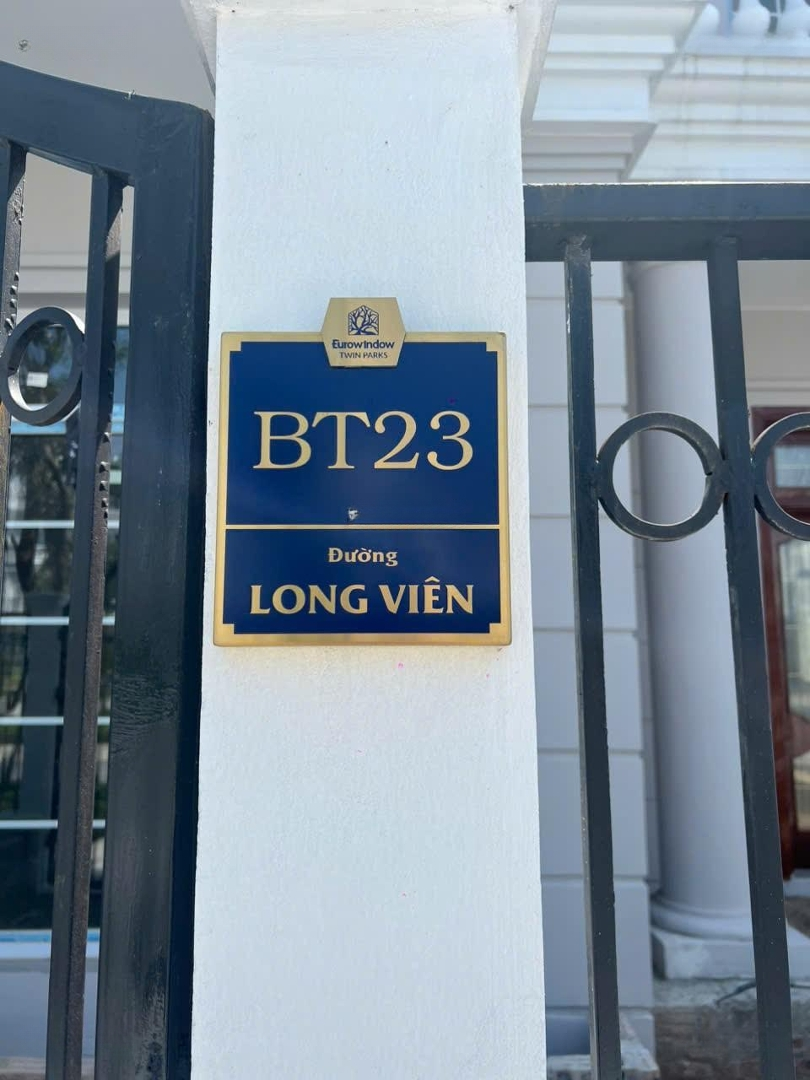 Eurowindow
TWIN PARKS
BT23
Đường
LONG VIÊN